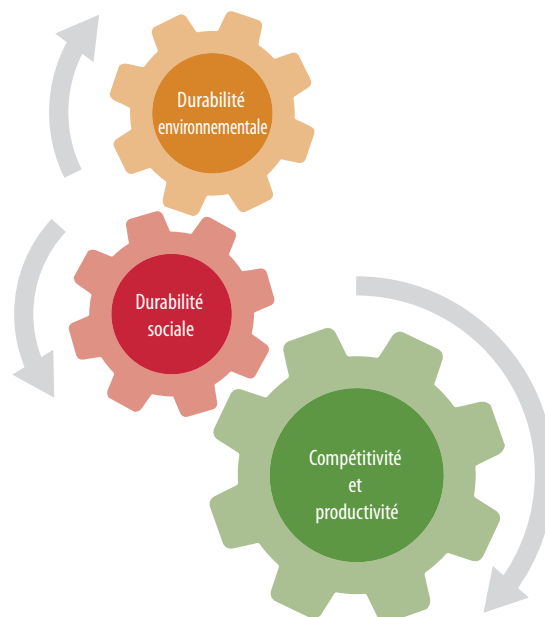 Durabilité
environnementale
Durabilité
sociale
Compétitivité
et
productivité